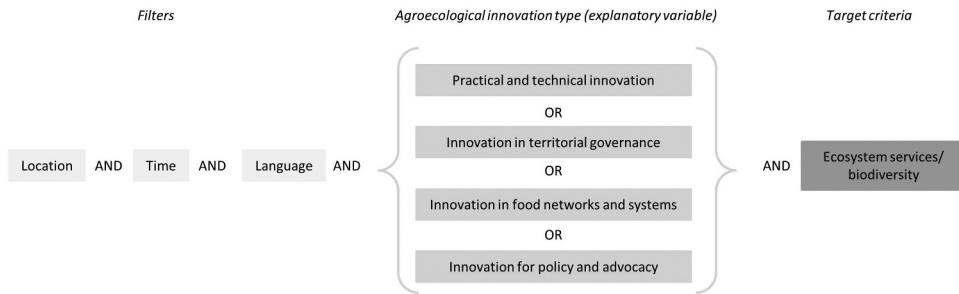 Filters
Agroecological innovation type (explanatory variable)
Target criteria
Location AND Time AND Language AND
Practical and technical innovation
OR
Innovation in territorial governance
OR
Innovation in food networks and systems
OR
Innovation for policy and advocacy
AND
Ecosystem services/
biodiversity